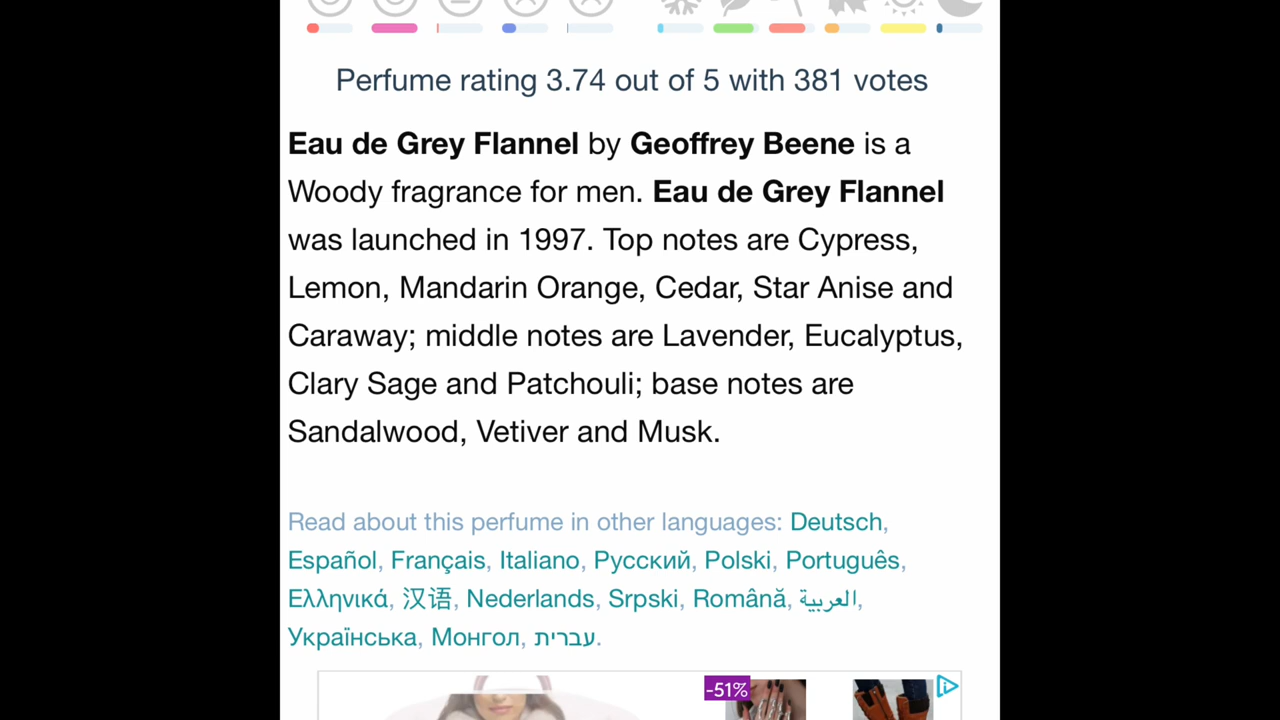 Perfume rating 3.74 out of 5 with 381 votes
Eau de Grey Flannel by Geoffrey Beene is a
Woody fragrance for men. Eau de Grey Flannel
was launched in 1997. Top notes are Cypress,
Lemon, Mandarin Orange, Cedar, Star Anise and
Caraway; middle notes are Lavender, Eucalyptus,
Clary Sage and Patchouli; base notes are
Sandalwood, Vetiver and Musk.
Read about this perfume in other languages: Deutsch,
Español, Français, Italiano, Русский, Polski, Português,
Ελληνικά, 汉语, Nederlands, Srpski, Română, العربية,
Українська, Монгол, עברית.
-51%